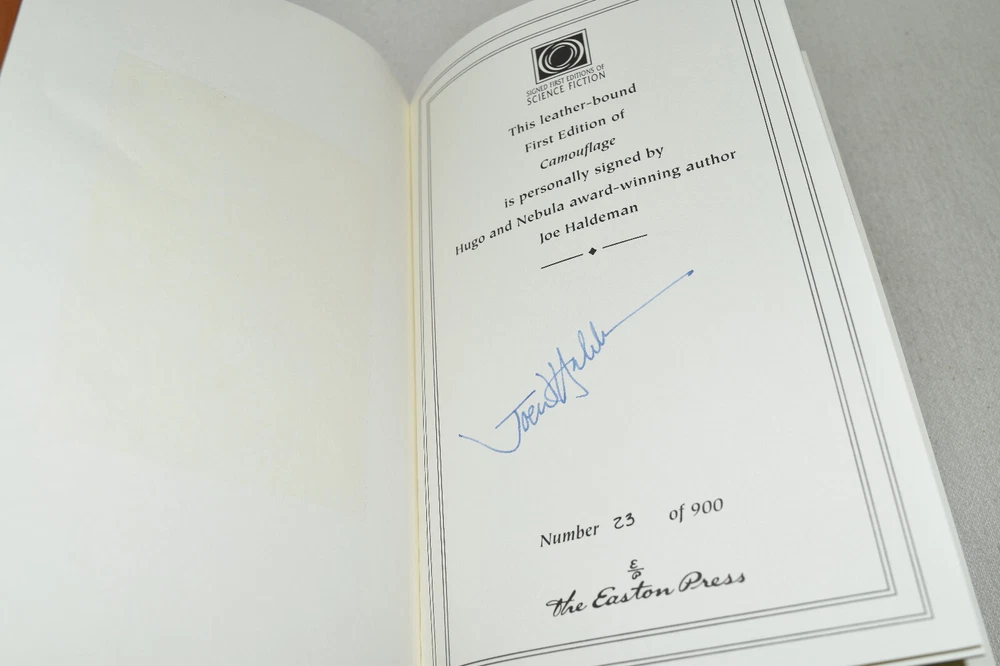 SIGNED FIRST EDITIONS OF
SCIENCE FICTION
This leather-bound
First Edition of
Camouflage
is personally signed by
Hugo and Nebula award-winning author
Joe Haldeman
Number 23 of 900
EP
the Easton Press